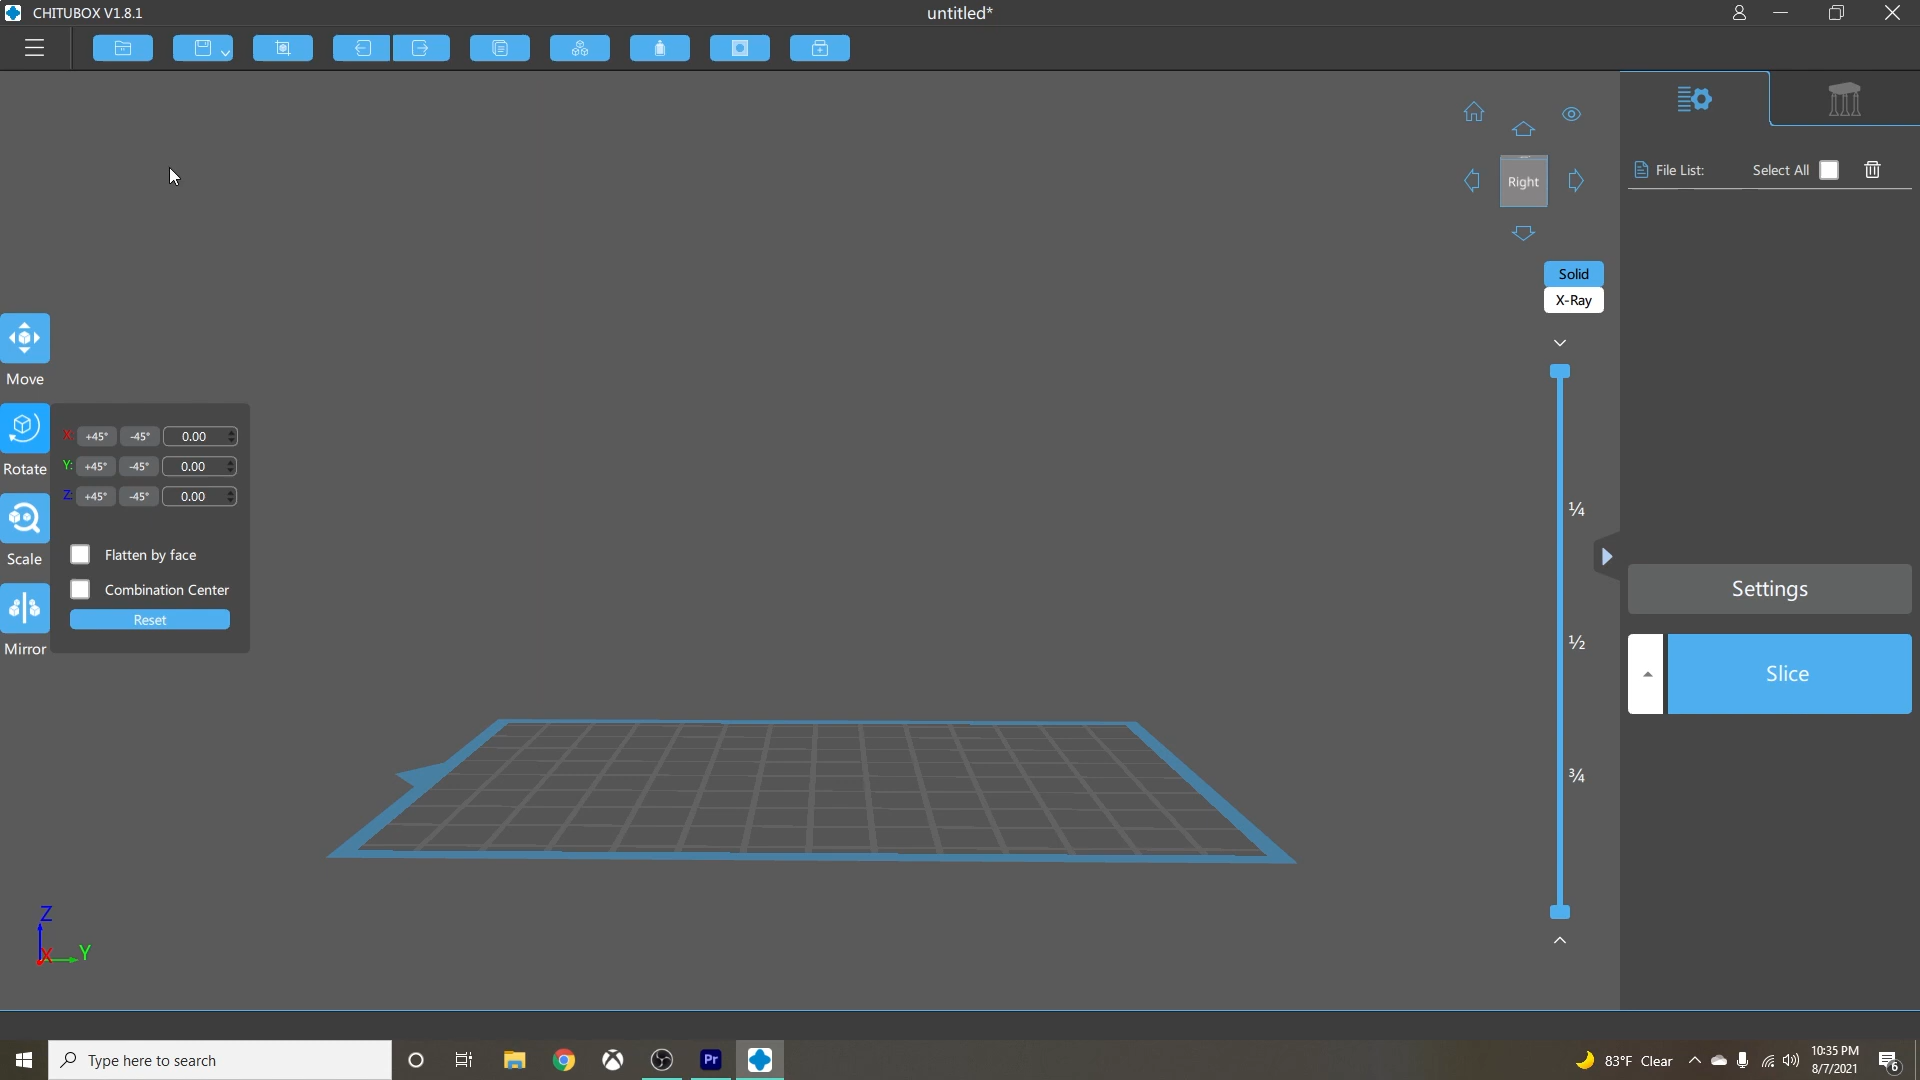 CHITUBOX V1.8.1
untitled*
Right
File List:
Select All
Solid
X-Ray
Move
X: +45° -45° 0.00
Rotate
Y: +45° -45° 0.00
Z: +45° -45° 0.00
Scale
Flatten by face
Combination Center
Reset
Mirror
¼
½
¾
Settings
Slice
Z
X
Y
Type here to search
Pr
83°F Clear
10:35 PM
8/7/2021
6